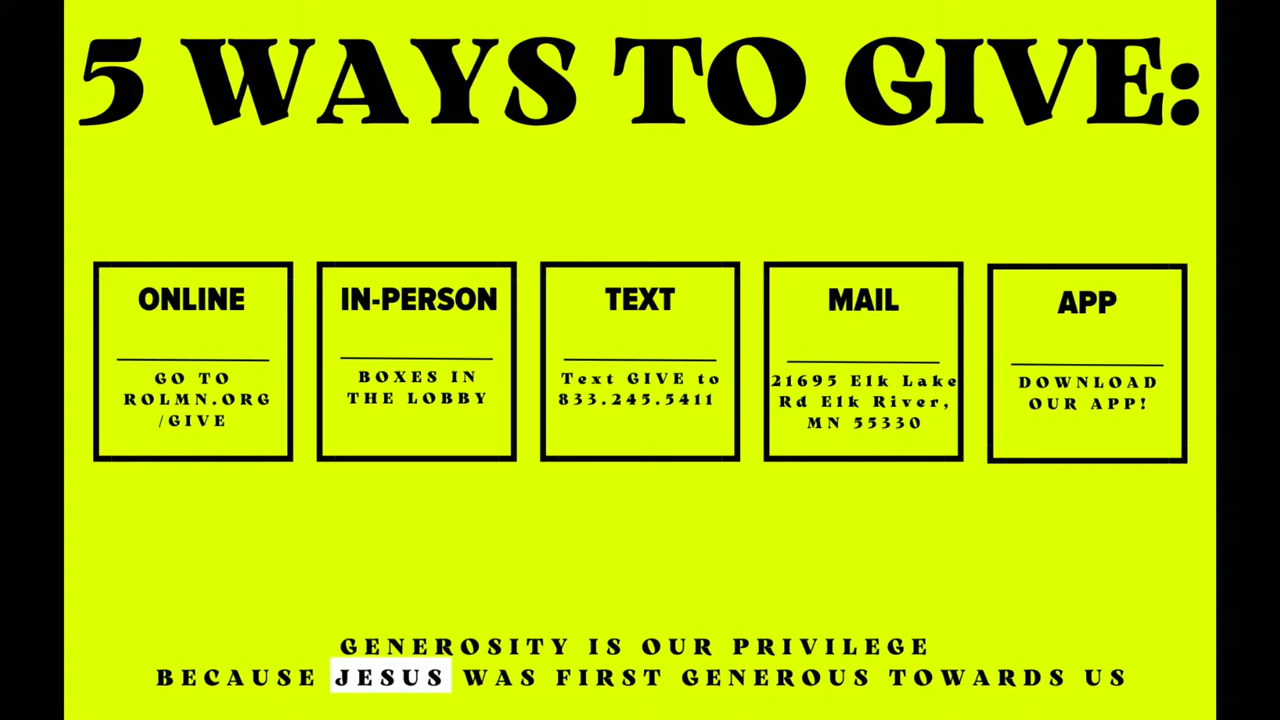 5 WAYS TO GIVE:
ONLINE
GO TO
ROLMN.ORG
/GIVE
IN-PERSON
BOXES IN
THE LOBBY
TEXT
Text GIVE to
833.245.5411
MAIL
21695 Elk Lake
Rd Elk River,
MN 55330
APP
DOWNLOAD
OUR APP!
GENEROSITY IS OUR PRIVILEGE
BECAUSE JESUS WAS FIRST GENEROUS TOWARDS US